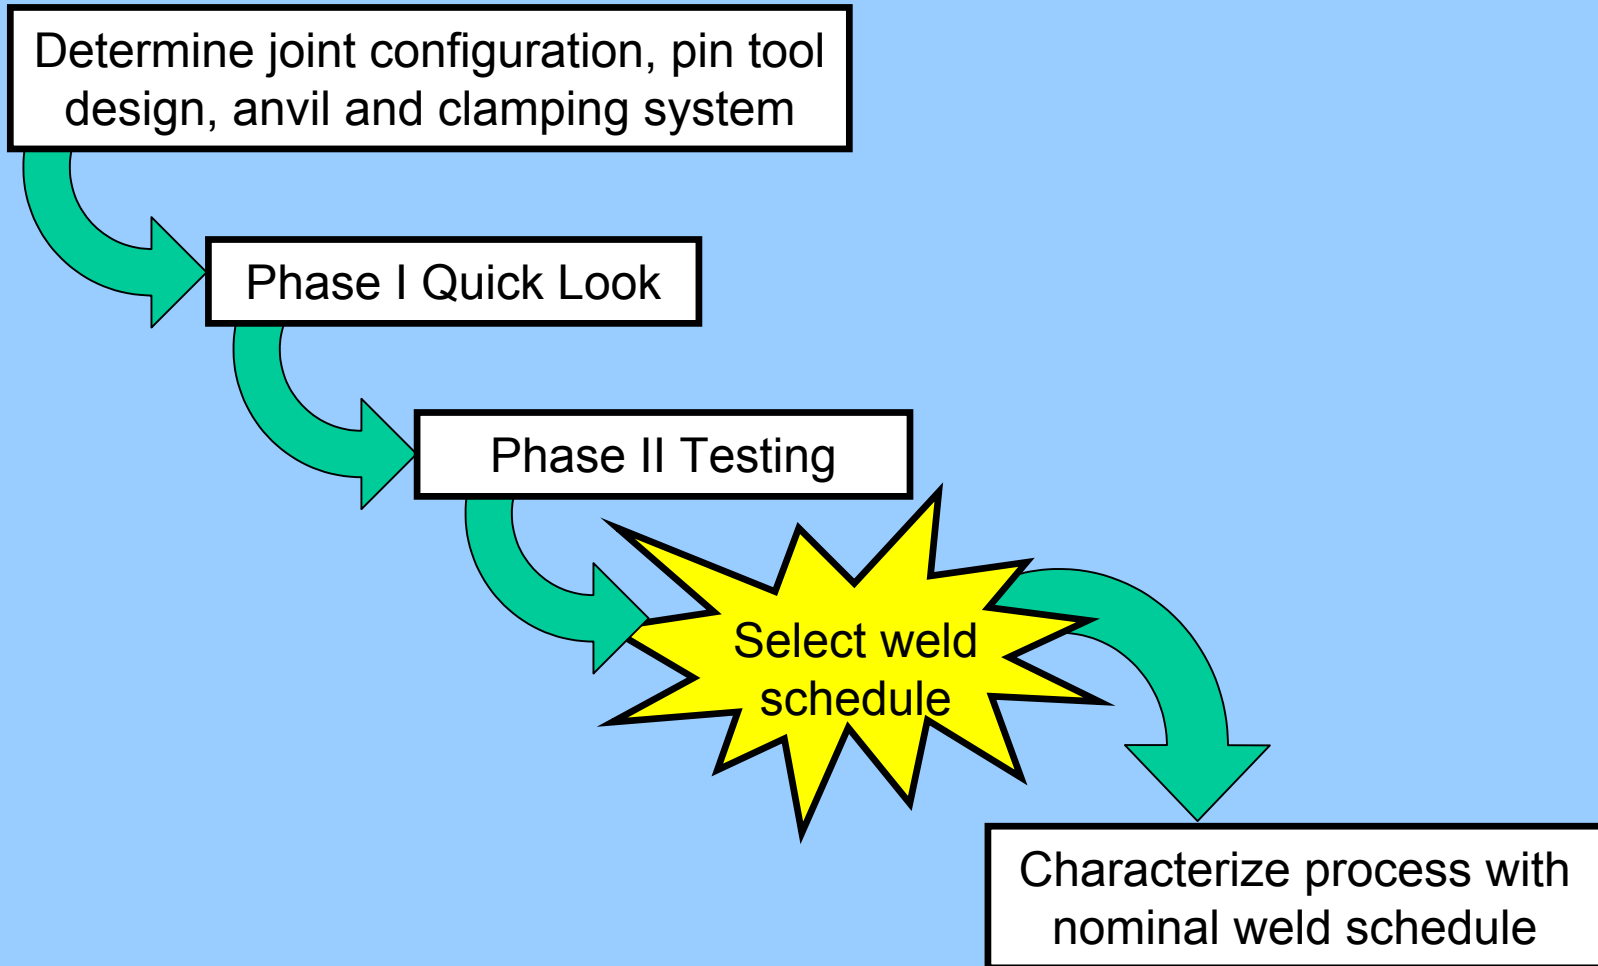 Determine joint configuration, pin tool
design, anvil and clamping system
Phase I Quick Look
Phase II Testing
Select weld
schedule
Characterize process with
nominal weld schedule